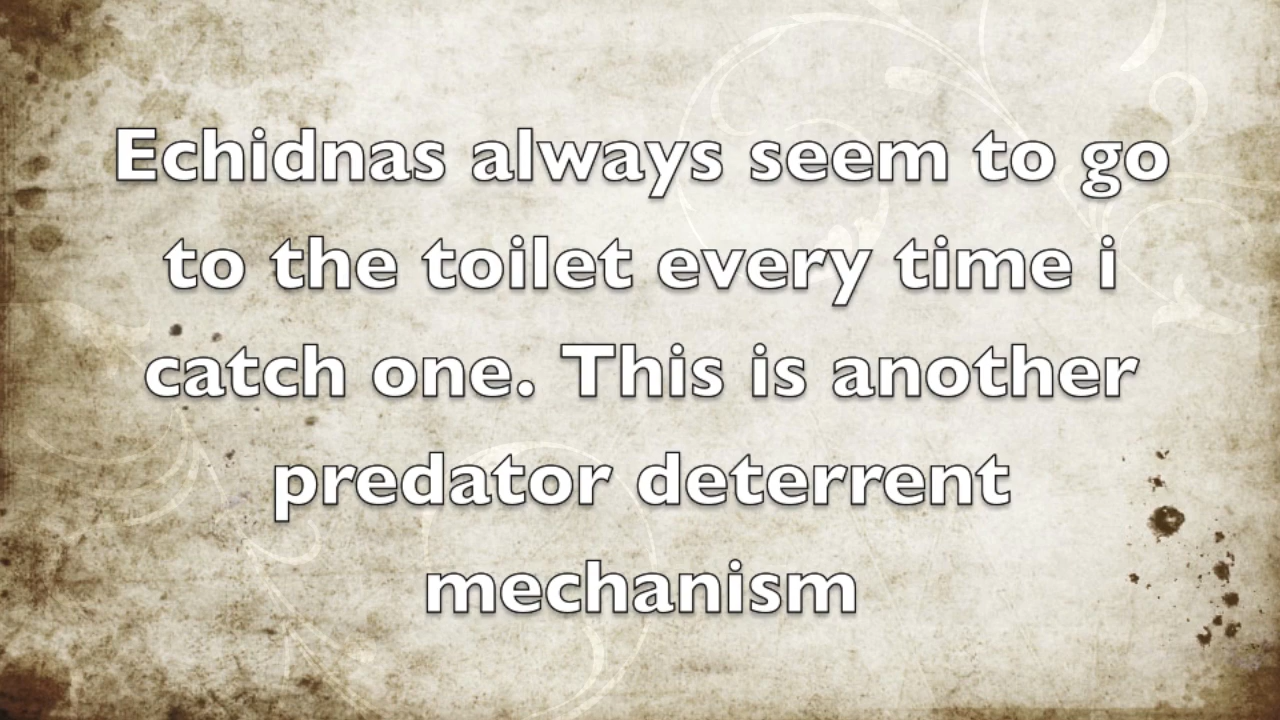 Echidnas always seem to go
to the toilet every time i
catch one. This is another
predator deterrent
mechanism